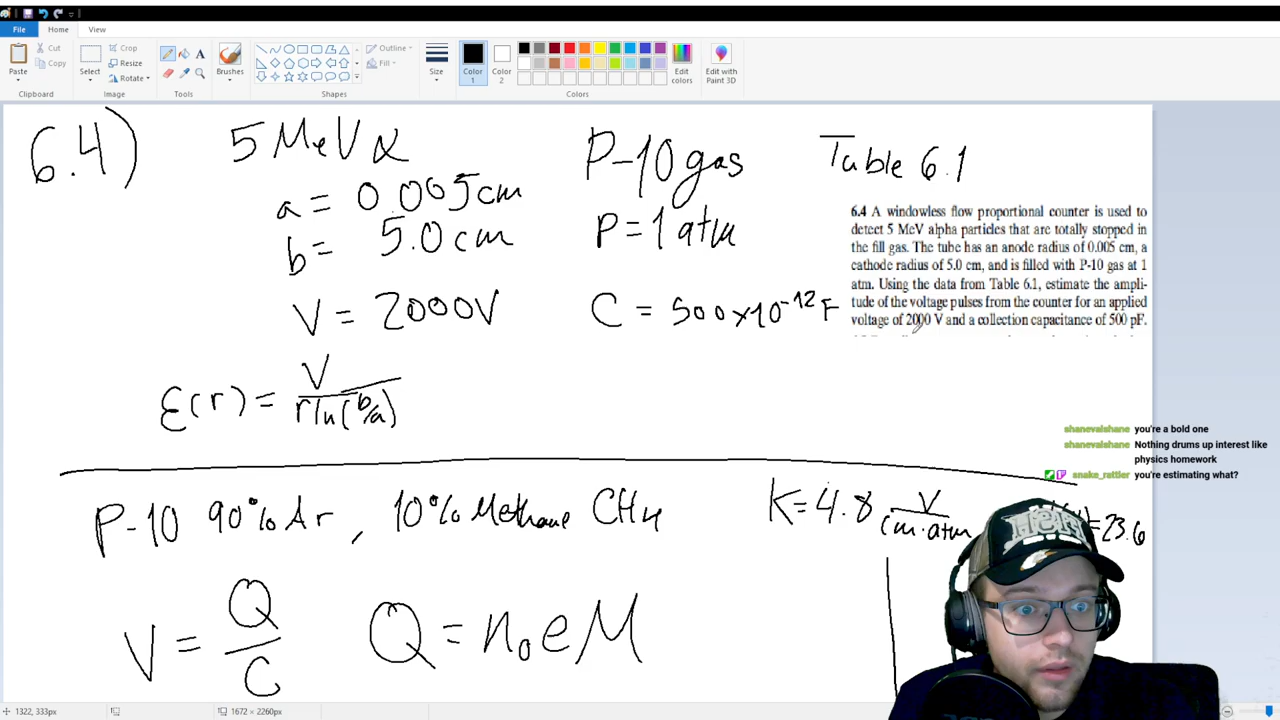 File Home View
Paste Cut Copy Clipboard
Select Crop Resize Rotate Image
Tools
Brushes
Shapes Outline Fill
Size
Color 1 Color 2 Colors
Edit colors
Edit with Paint 3D
6.4) 5 MeV α P-10 gas Table 6.1
a = 0.005cm P = 1 atm
b = 5.0cm
V = 2000V C = 500x10-12 F
6.4 A windowless flow proportional counter is used to
detect 5 MeV alpha particles that are totally stopped in
the fill gas. The tube has an anode radius of 0.005 cm, a
cathode radius of 5.0 cm, and is filled with P-10 gas at 1
atm. Using the data from Table 6.1, estimate the ampli-
tude of the voltage pulses from the counter for an applied
voltage of 2000 V and a collection capacitance of 500 pF.
ε(r) = V / r ln(b/a)
shanevalshane you're a bold one
shanevalshane Nothing drums up interest like
physics homework
snake_rattler you're estimating what?
P-10 90% Ar, 10% Methane CH4 K = 4.8 V / cm·atm = 23.6
V = Q / C Q = n0eM
HEN
1322, 333px 1672 × 2260px